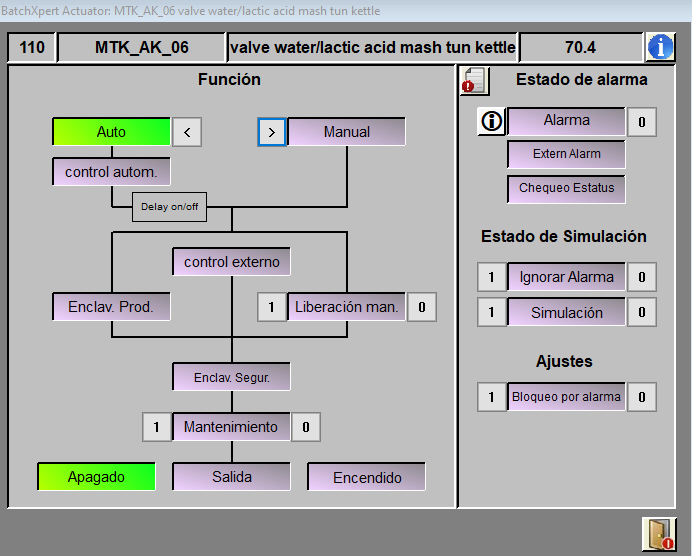 BatchXpert Actuator: MTK_AK_06 valve water/lactic acid mash tun kettle
110 MTK_AK_06 valve water/lactic acid mash tun kettle 70.4
Función
Auto < > Manual
control autom.
Delay on/off
control externo
Enclav. Prod. 1 Liberación man. 0
Enclav. Segur.
1 Mantenimiento 0
Apagado Salida Encendido
Estado de alarma
Alarma 0
Extern Alarm
Chequeo Estatus
Estado de Simulación
1 Ignorar Alarma 0
1 Simulación 0
Ajustes
1 Bloqueo por alarma 0